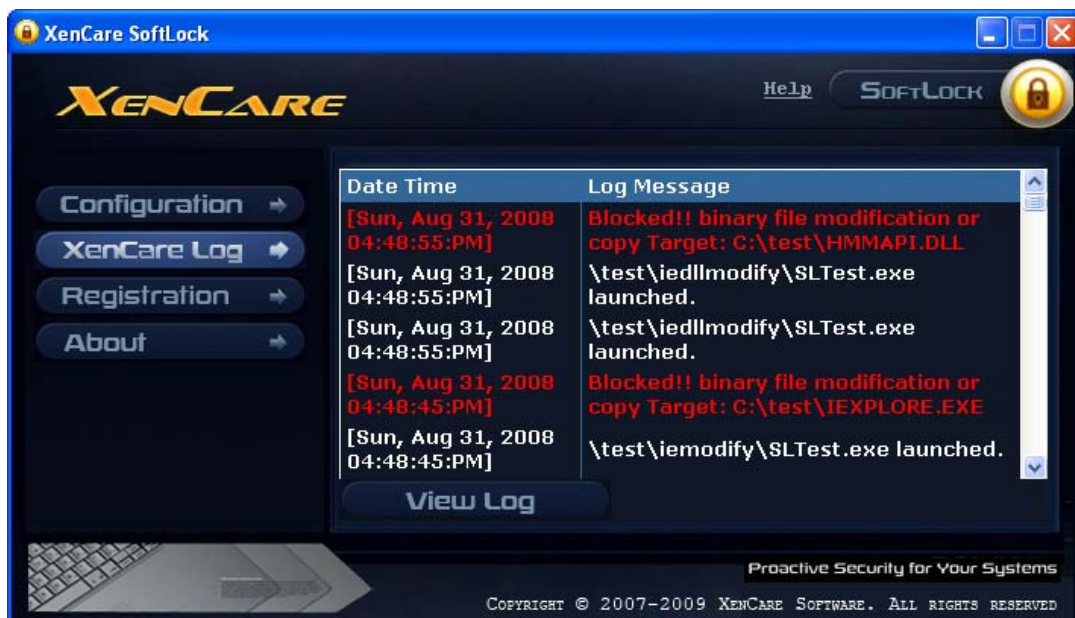 XenCare SoftLock
XENCARE
Help
SOFTLOCK
Configuration
XenCare Log
Registration
About
Date Time Log Message
[Sun, Aug 31, 2008 Blocked!! binary file modification or
04:48:55:PM] copy Target: C:\test\HMMAPI.DLL
[Sun, Aug 31, 2008 \test\iedllmodify\SLTest.exe
04:48:55:PM] launched.
[Sun, Aug 31, 2008 \test\iedllmodify\SLTest.exe
04:48:55:PM] launched.
[Sun, Aug 31, 2008 Blocked!! binary file modification or
04:48:45:PM] copy Target: C:\test\IEXPLORE.EXE
[Sun, Aug 31, 2008 \test\iemodify\SLTest.exe launched.
04:48:45:PM]
View Log
Proactive Security for Your Systems
COPYRIGHT © 2007-2009 XENCARE SOFTWARE. ALL RIGHTS RESERVED